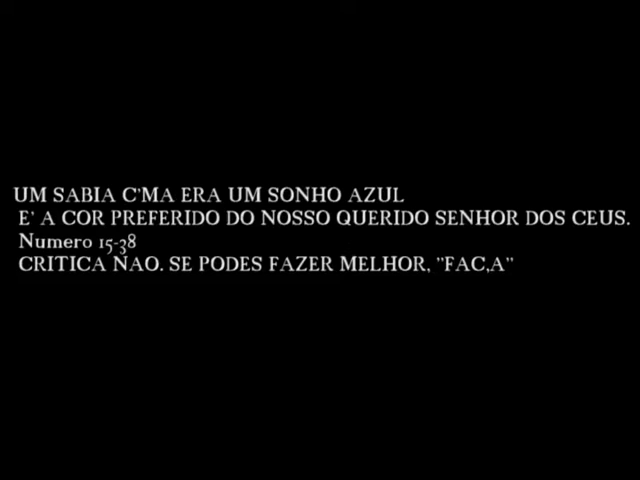 UM SABIA C'MA ERA UM SONHO AZUL
E' A COR PREFERIDO DO NOSSO QUERIDO SENHOR DOS CEUS.
Numero 15-38
CRITICA NAO. SE PODES FAZER MELHOR, "FAC,A"